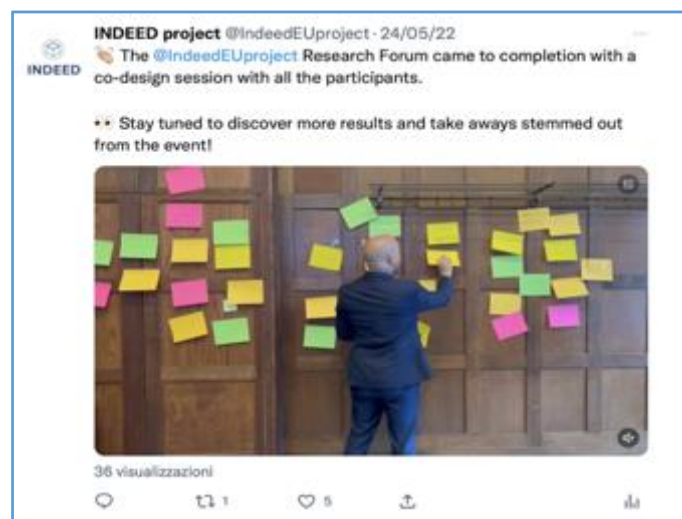 INDEED project @IndeedEUproject · 24/05/22
👏🏻 The @IndeedEUproject Research Forum came to completion with a
INDEED
co-design session with all the participants.
👀 Stay tuned to discover more results and take aways stemmed out
from the event!
36 visualizzazioni
1
5